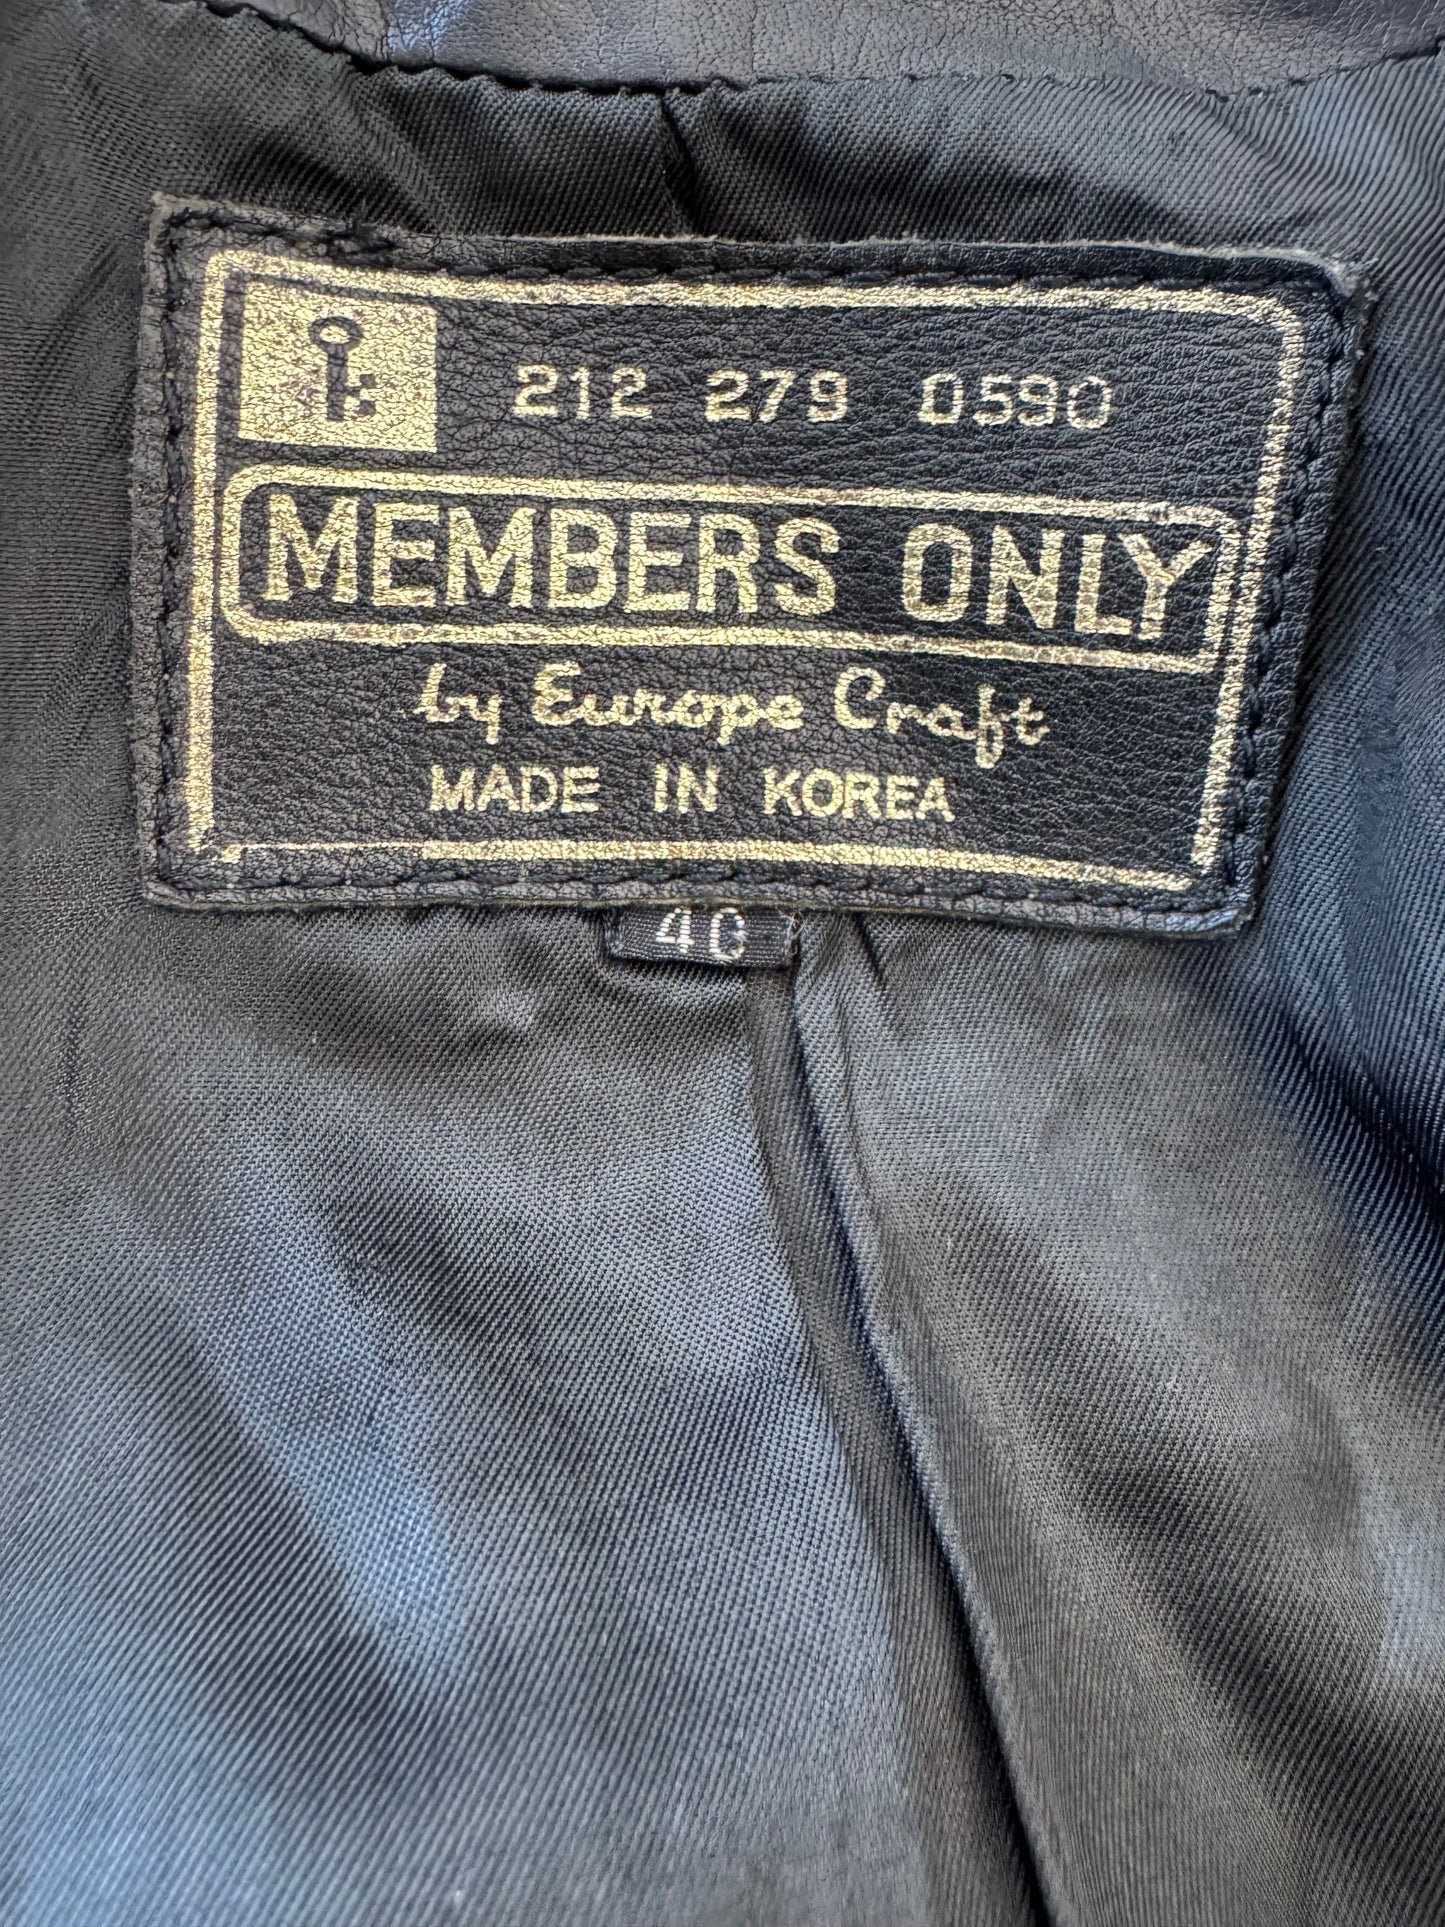 212 279 0590
MEMBERS ONLY
by Europe Craft
MADE IN KOREA
40